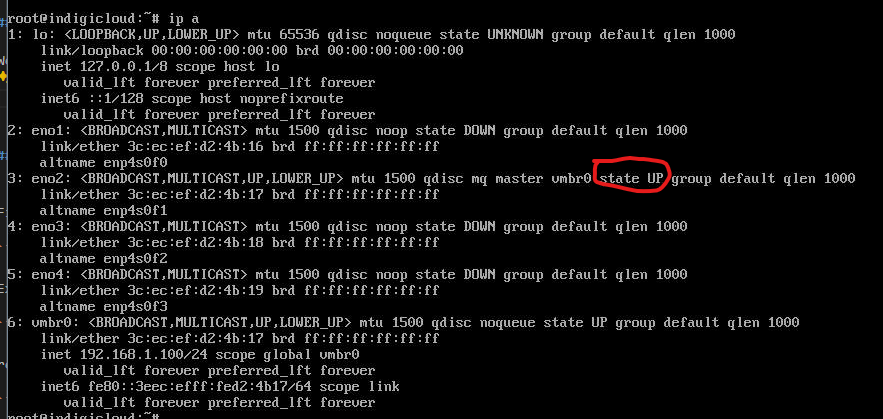 root@indigicloud:~# ip a
1: lo: <LOOPBACK,UP,LOWER_UP> mtu 65536 qdisc noqueue state UNKNOWN group default qlen 1000
    link/loopback 00:00:00:00:00:00 brd 00:00:00:00:00:00
    inet 127.0.0.1/8 scope host lo
       valid_lft forever preferred_lft forever
    inet6 ::1/128 scope host noprefixroute
       valid_lft forever preferred_lft forever
2: eno1: <BROADCAST,MULTICAST> mtu 1500 qdisc noop state DOWN group default qlen 1000
    link/ether 3c:ec:ef:d2:4b:16 brd ff:ff:ff:ff:ff:ff
    altname enp4s0f0
3: eno2: <BROADCAST,MULTICAST,UP,LOWER_UP> mtu 1500 qdisc mq master vmbr0 state UP group default qlen 1000
    link/ether 3c:ec:ef:d2:4b:17 brd ff:ff:ff:ff:ff:ff
    altname enp4s0f1
4: eno3: <BROADCAST,MULTICAST> mtu 1500 qdisc noop state DOWN group default qlen 1000
    link/ether 3c:ec:ef:d2:4b:18 brd ff:ff:ff:ff:ff:ff
    altname enp4s0f2
5: eno4: <BROADCAST,MULTICAST> mtu 1500 qdisc noop state DOWN group default qlen 1000
    link/ether 3c:ec:ef:d2:4b:19 brd ff:ff:ff:ff:ff:ff
    altname enp4s0f3
6: vmbr0: <BROADCAST,MULTICAST,UP,LOWER_UP> mtu 1500 qdisc noqueue state UP group default qlen 1000
    link/ether 3c:ec:ef:d2:4b:17 brd ff:ff:ff:ff:ff:ff
    inet 192.168.1.100/24 scope global vmbr0
       valid_lft forever preferred_lft forever
    inet6 fe80::3eec:efff:fed2:4b17/64 scope link
       valid_lft forever preferred_lft forever
root@indigicloud:~#